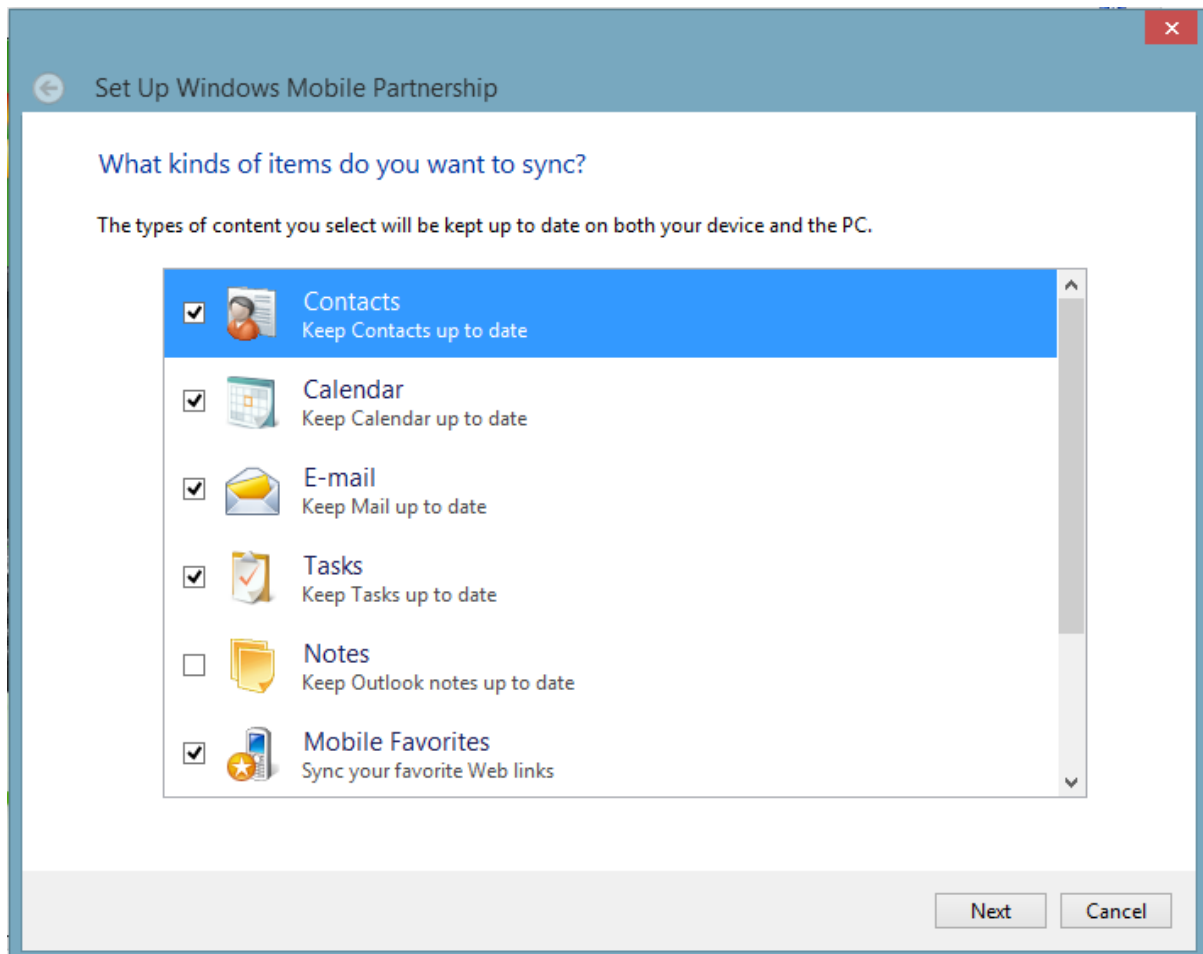 Set Up Windows Mobile Partnership
What kinds of items do you want to sync?
The types of content you select will be kept up to date on both your device and the PC.
Contacts
Keep Contacts up to date
Calendar
Keep Calendar up to date
E-mail
Keep Mail up to date
Tasks
Keep Tasks up to date
Notes
Keep Outlook notes up to date
Mobile Favorites
Sync your favorite Web links
Next Cancel